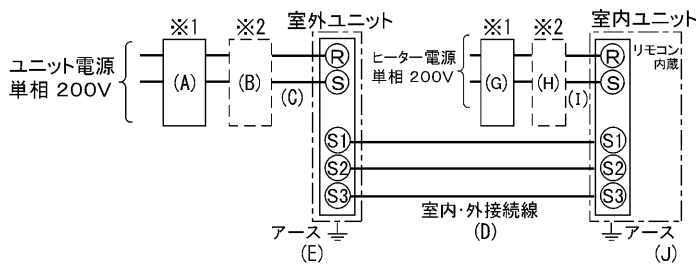 ※1
※2
室外ユニット
※1
※2
室内ユニット
ユニット電源
単相 200V
(A)
(B)
(C)
R
S
ヒーター電源
単相 200V
(G)
(H)
(I)
R
S
リモコン
内蔵
S1
S2
S3
S1
S2
S3
室内・外接続線
(D)
アース
(E)
アース
(J)